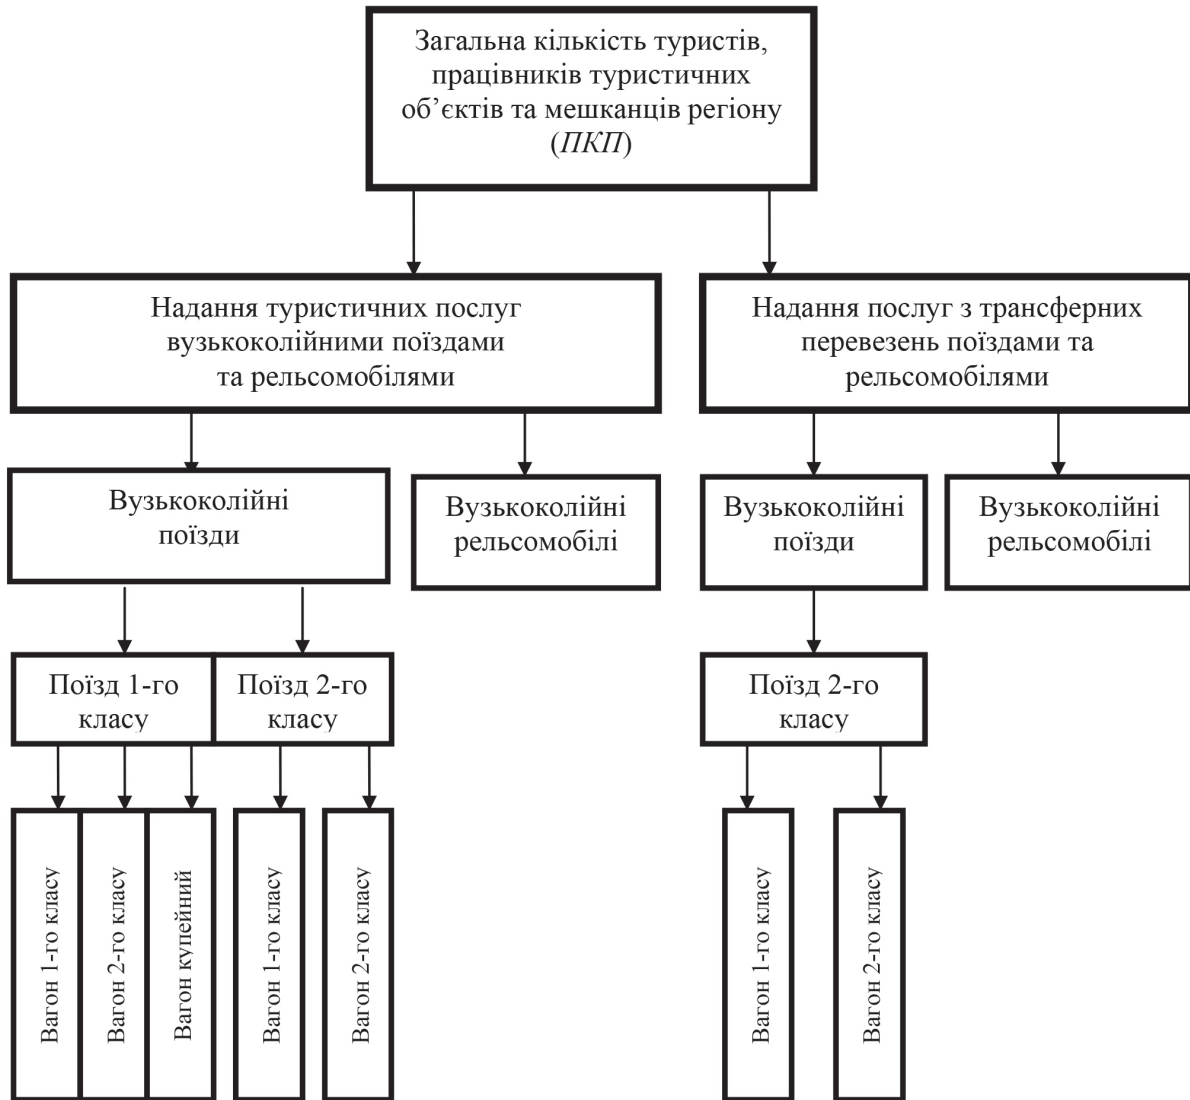 Загальна кількість туристів,
працівників туристичних
об’єктів та мешканців регіону
(ПКП)
Надання туристичних послуг
вузькоколійними поїздами
та рельсомобілями
Надання послуг з трансферних
перевезень поїздами та
рельсомобілями
Вузькоколійні
поїзди
Вузькоколійні
рельсомобілі
Вузькоколійні
поїзди
Вузькоколійні
рельсомобілі
Поїзд 1-го
класу
Поїзд 2-го
класу
Поїзд 2-го
класу
Вагон 1-го класу
Вагон 2-го класу
Вагон купейний
Вагон 1-го класу
Вагон 2-го класу
Вагон 1-го класу
Вагон 2-го класу